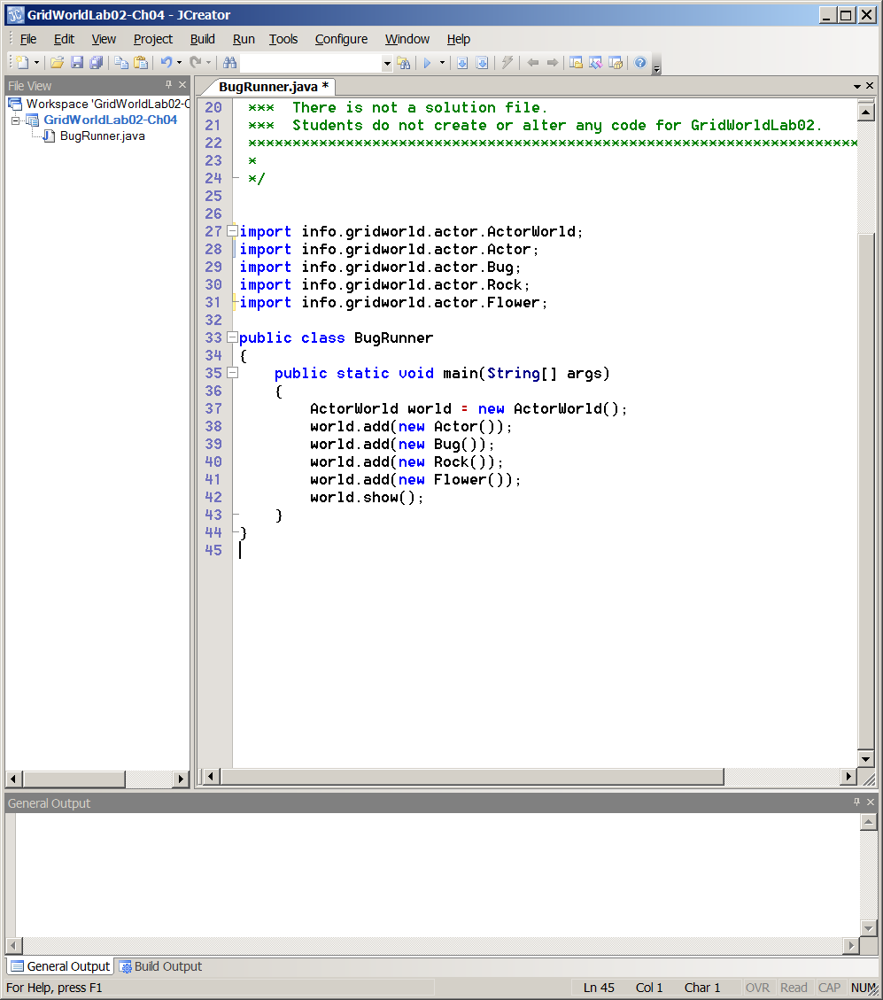 GridWorldLab02-Ch04 - JCreator
File Edit View Project Build Run Tools Configure Window Help
File View
BugRunner.java *
Workspace 'GridWorldLab02-C
GridWorldLab02-Ch04
BugRunner.java
20 *** There is not a solution file.
21 *** Students do not create or alter any code for GridWorldLab02.
22 *********************************************************************
23 *
24 */
25
26
27 import info.gridworld.actor.ActorWorld;
28 import info.gridworld.actor.Actor;
29 import info.gridworld.actor.Bug;
30 import info.gridworld.actor.Rock;
31 import info.gridworld.actor.Flower;
32
33 public class BugRunner
34 {
35     public static void main(String[] args)
36     {
37         ActorWorld world = new ActorWorld();
38         world.add(new Actor());
39         world.add(new Bug());
40         world.add(new Rock());
41         world.add(new Flower());
42         world.show();
43     }
44 }
45
General Output
General Output Build Output
For Help, press F1 Ln 45 Col 1 Char 1 OVR Read CAP NUM